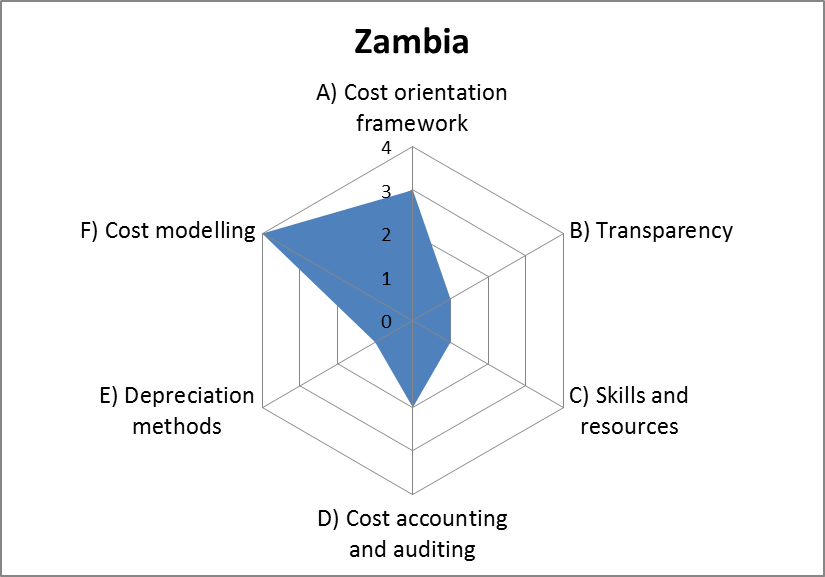 Zambia
A) Cost orientation
framework
4
3
2
1
0
B) Transparency
C) Skills and
resources
D) Cost accounting
and auditing
E) Depreciation
methods
F) Cost modelling